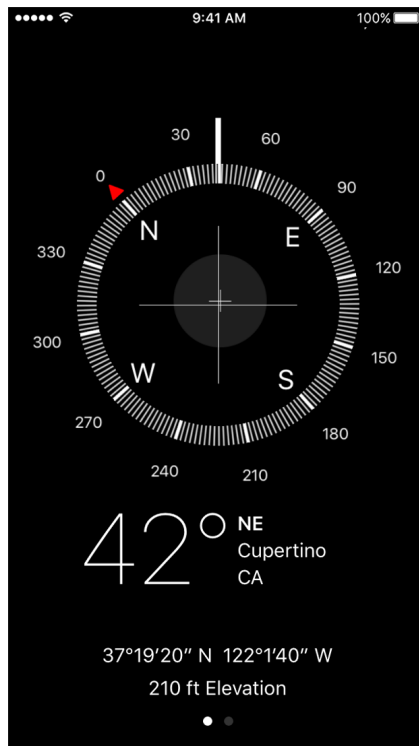 9:41 AM 100%
30 60
0 90
N E
330 120
300 150
W S
270 180
240 210
42° NE
Cupertino
CA
37°19'20" N 122°1'40" W
210 ft Elevation